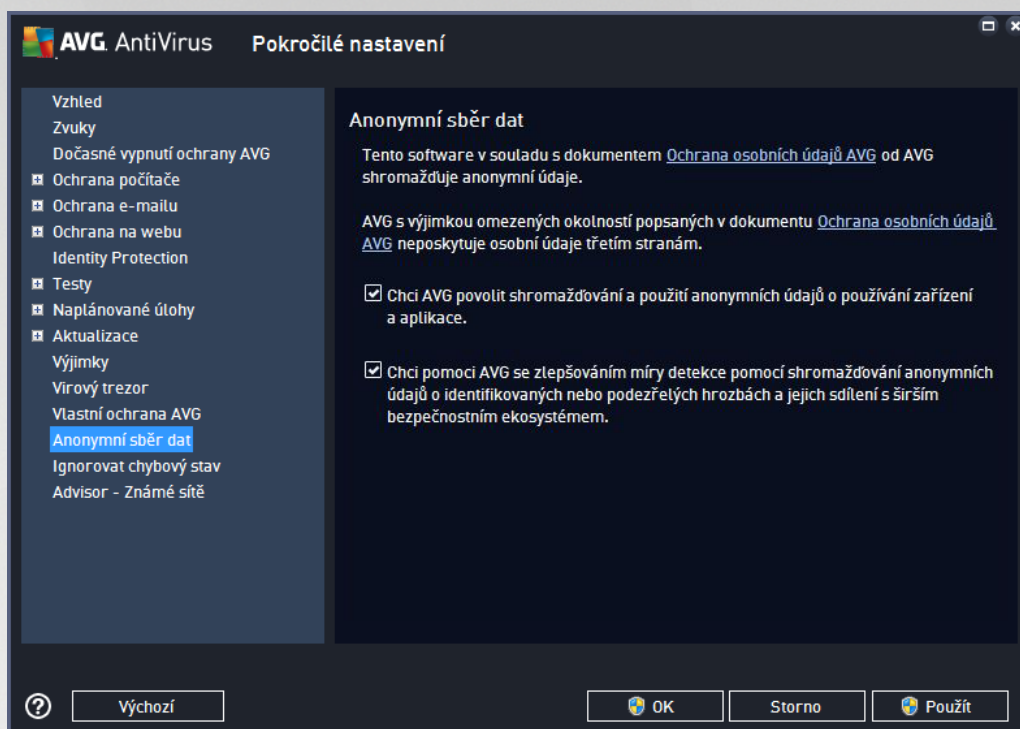 AVG. AntiVirus Pokročilé nastavení
Vzhled
Zvuky
Dočasné vypnutí ochrany AVG
Ochrana počítače
Ochrana e-mailu
Ochrana na webu
Identity Protection
Testy
Naplánované úlohy
Aktualizace
Výjimky
Virový trezor
Vlastní ochrana AVG
Anonymní sběr dat
Ignorovat chybový stav
Advisor - Známé sítě
Anonymní sběr dat
Tento software v souladu s dokumentem Ochrana osobních údajů AVG od AVG
shromažďuje anonymní údaje.
AVG s výjimkou omezených okolností popsaných v dokumentu Ochrana osobních údajů
AVG neposkytuje osobní údaje třetím stranám.
Chci AVG povolit shromažďování a použití anonymních údajů o používání zařízení
a aplikace.
Chci pomoci AVG se zlepšováním míry detekce pomocí shromažďování anonymních
údajů o identifikovaných nebo podezřelých hrozbách a jejich sdílení s širším
bezpečnostním ekosystémem.
? Výchozí OK Storno Použít